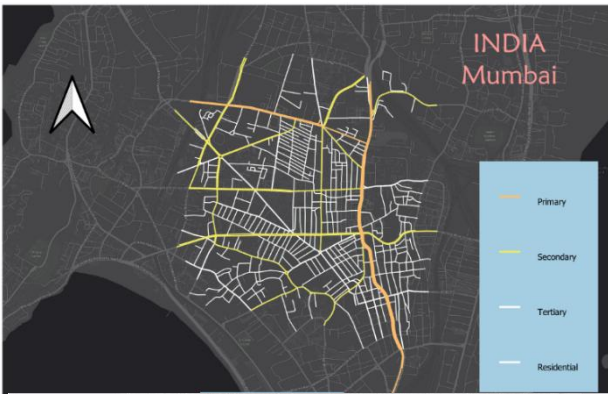 INDIA
Mumbai
Primary
Secondary
Tertiary
Residential